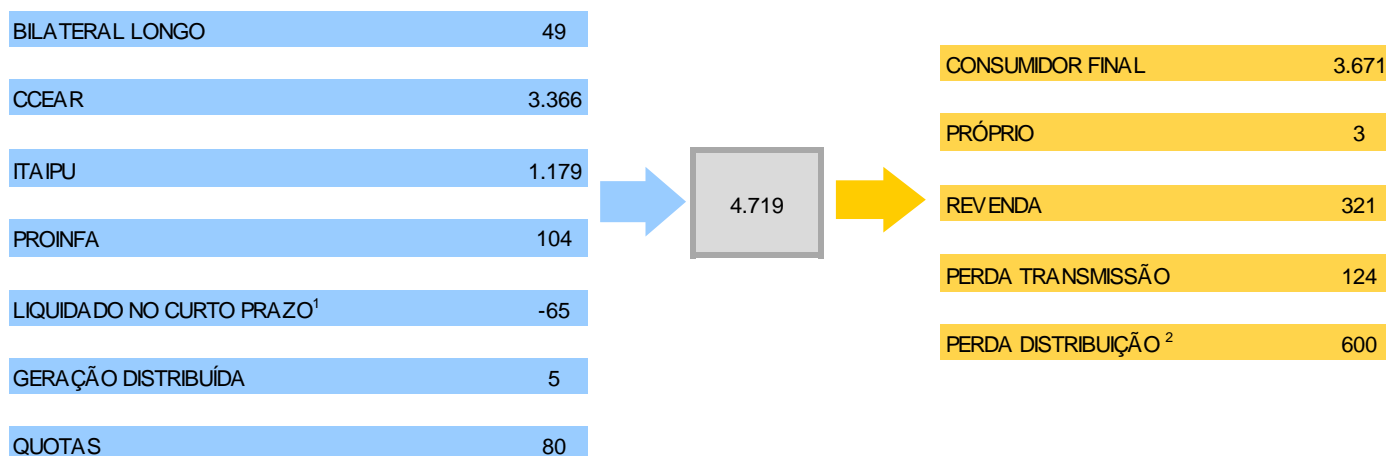 BILATERAL LONGO 49
CCEAR 3.366
ITAIPU 1.179
PROINFA 104
LIQUIDADO NO CURTO PRAZO¹ -65
GERAÇÃO DISTRIBUÍDA 5
QUOTAS 80
4.719
CONSUMIDOR FINAL 3.671
PRÓPRIO 3
REVENDA 321
PERDA TRANSMISSÃO 124
PERDA DISTRIBUIÇÃO ² 600